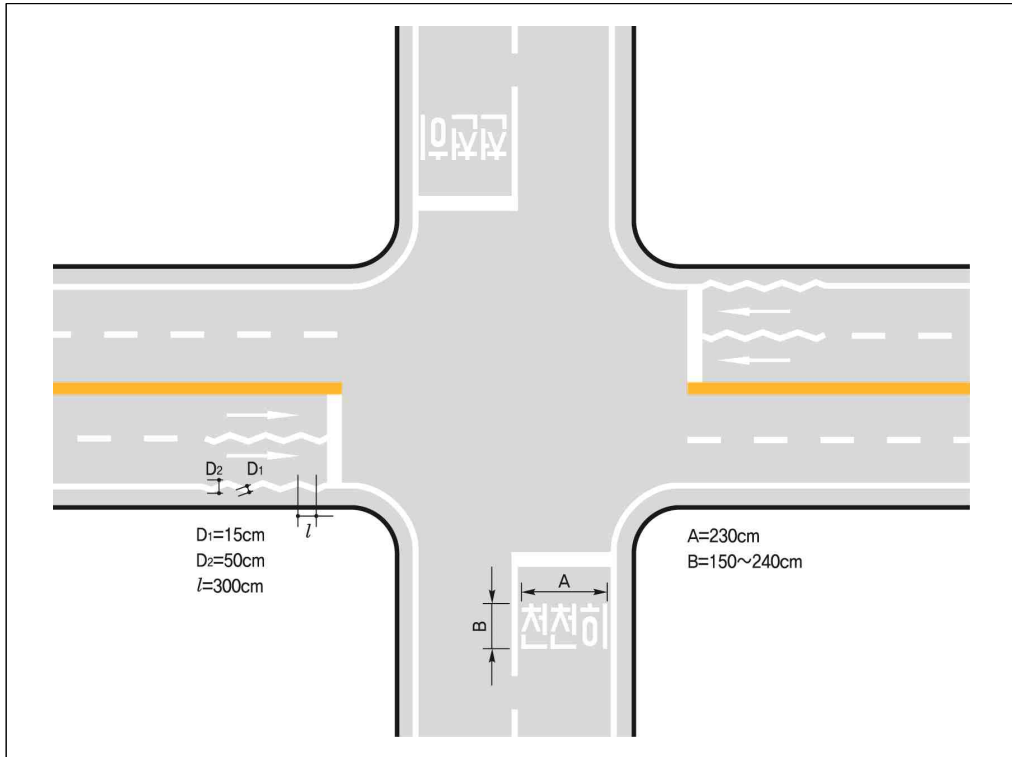 천천히
D₂ D₁
l
D₁=15cm
D₂=50cm
l=300cm
A=230cm
B=150～240cm
A
B
천천히